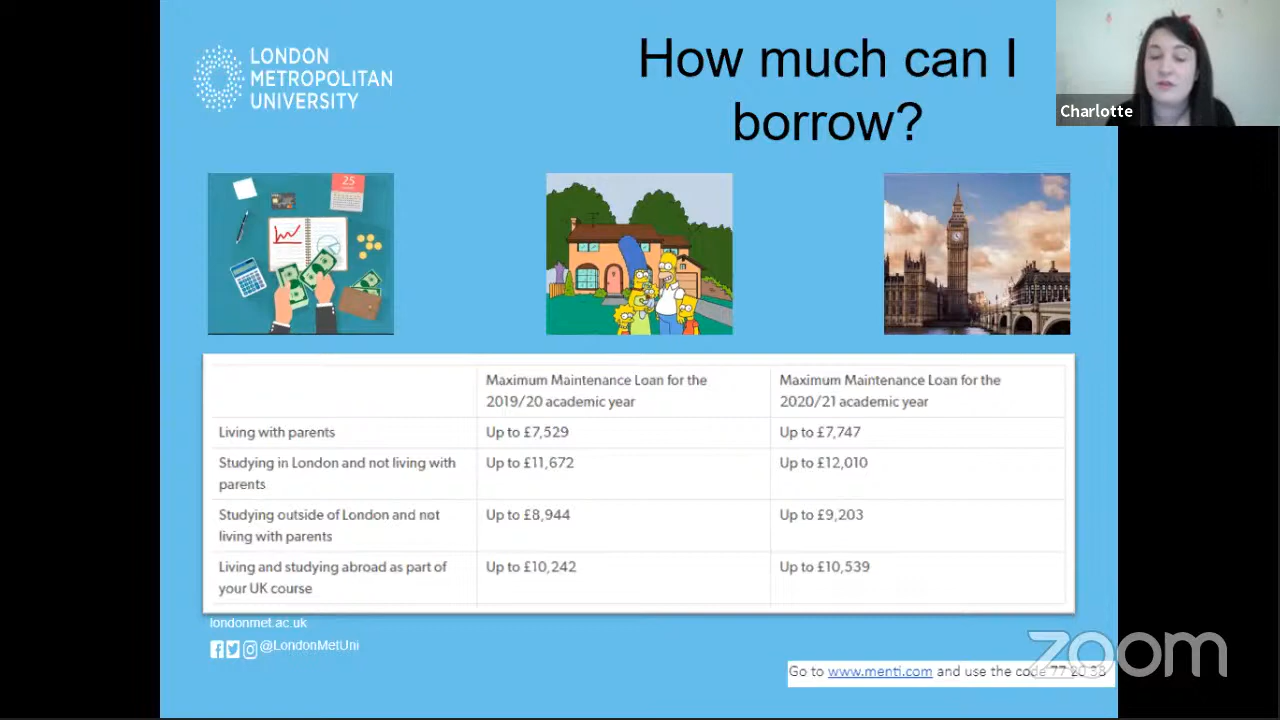 LONDON
METROPOLITAN
UNIVERSITY
How much can I
borrow?
Charlotte
25
Maximum Maintenance Loan for the
2019/20 academic year
Maximum Maintenance Loan for the
2020/21 academic year
Living with parents
Up to £7,529
Up to £7,747
Studying in London and not living with
parents
Up to £11,672
Up to £12,010
Studying outside of London and not
living with parents
Up to £8,944
Up to £9,203
Living and studying abroad as part of
your UK course
Up to £10,242
Up to £10,539
londonmet.ac.uk
@LondonMetUni
Go to www.menti.com and use the code 77 20 38
zoom